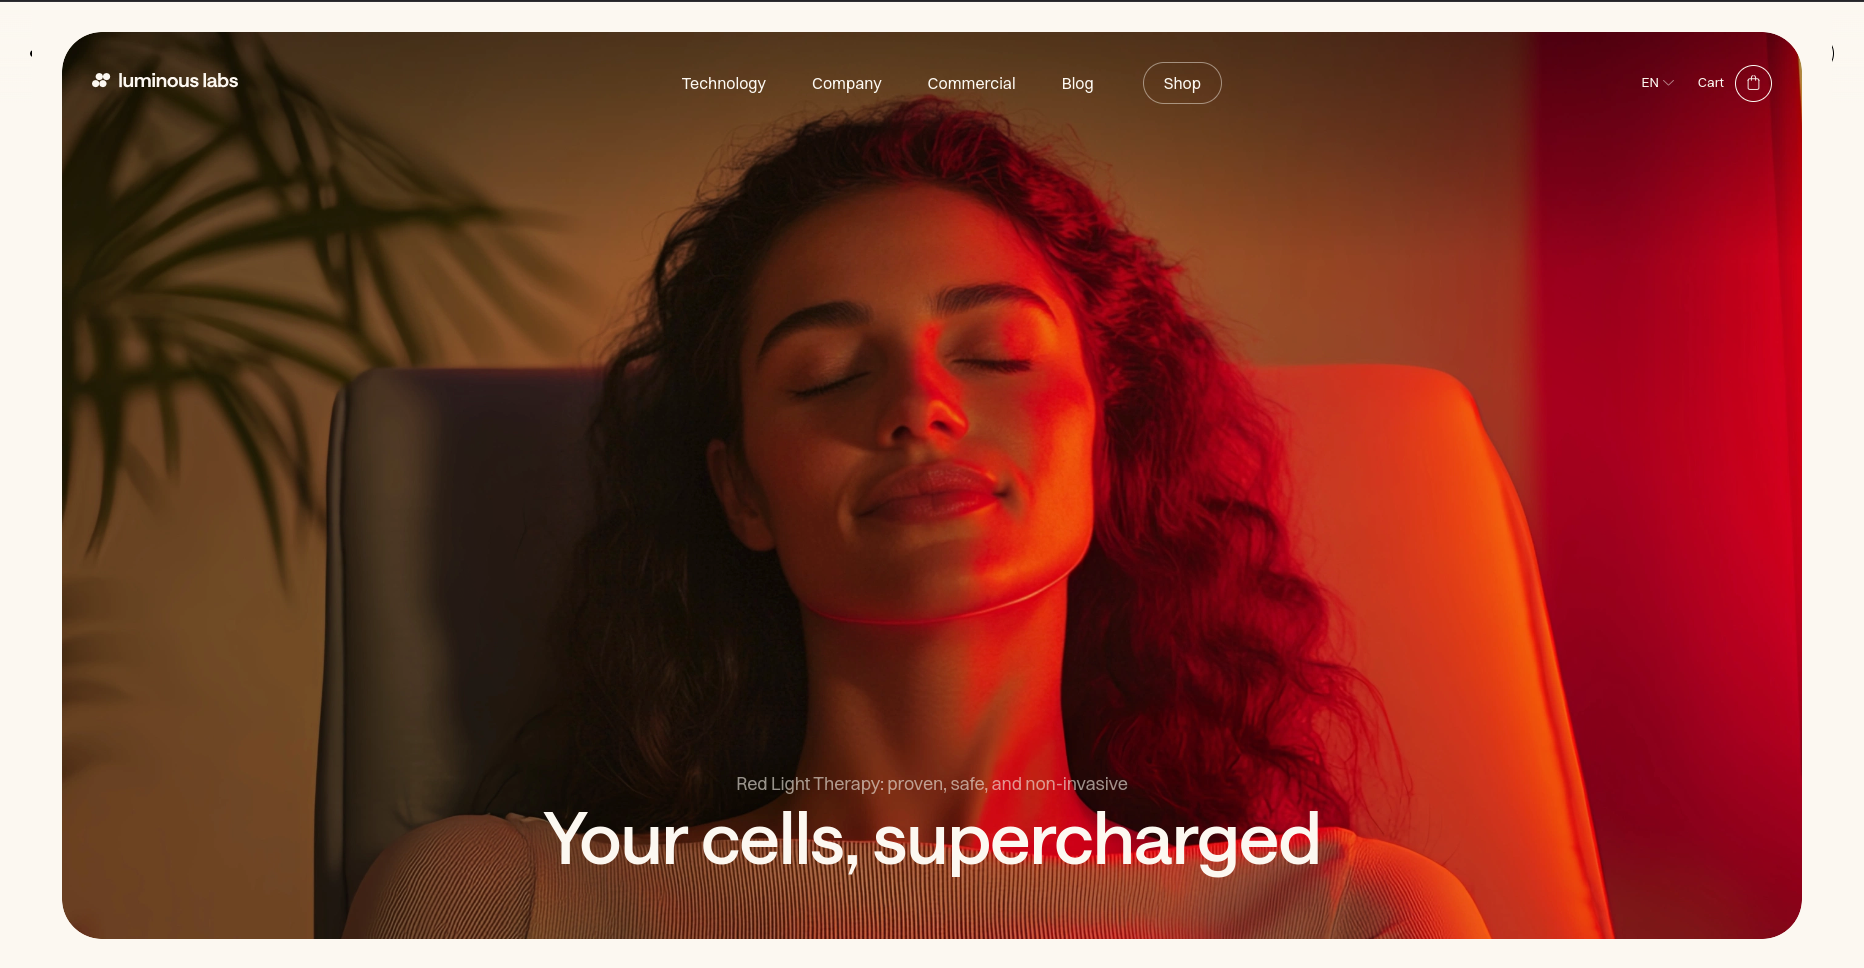 luminous labs
Technology
Company
Commercial
Blog
Shop
EN
Cart
Red Light Therapy: proven, safe, and non-invasive
Your cells, supercharged